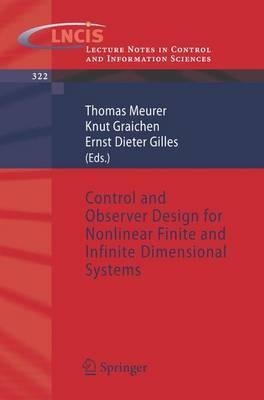 LNCIS
LECTURE NOTES IN CONTROL
AND INFORMATION SCIENCES
322
Thomas Meurer
Knut Graichen
Ernst Dieter Gilles
(Eds.)
Control and
Observer Design for
Nonlinear Finite and
Infinite Dimensional
Systems
Springer